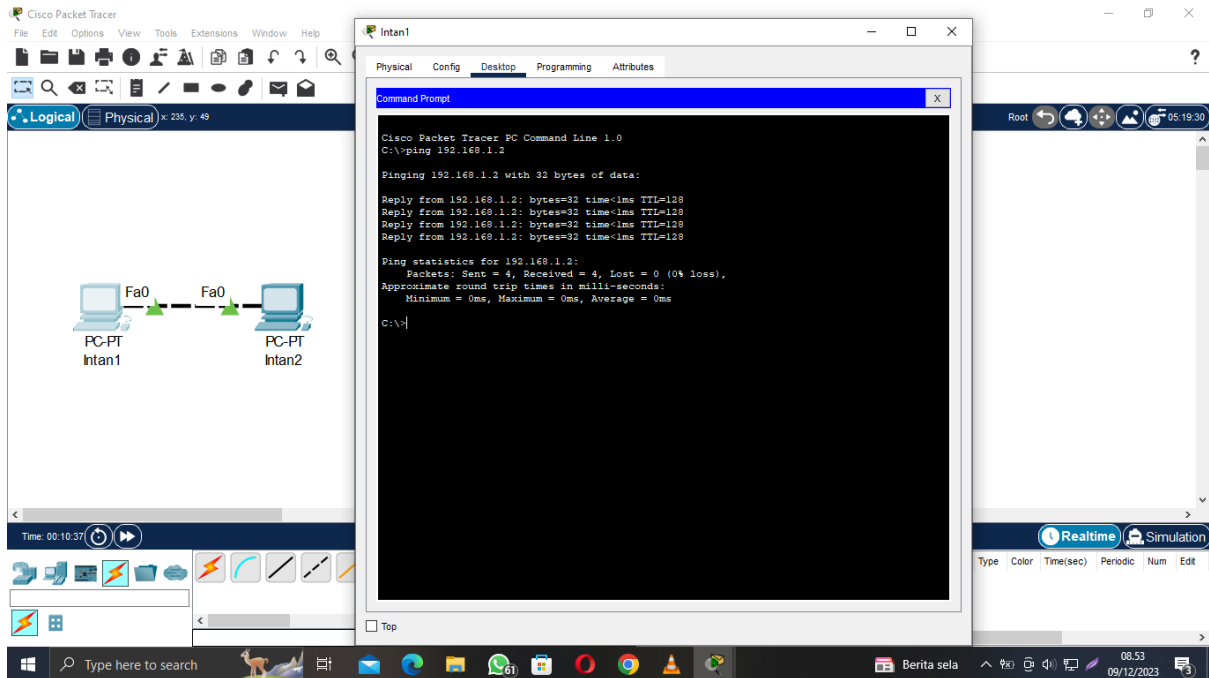 Cisco Packet Tracer
File Edit Options View Tools Extensions Window Help
Logical Physical x: 235, y: 49
Root 05:19:30
Fa0 Fa0
PC-PT PC-PT
Intan1 Intan2
Intan1
Physical Config Desktop Programming Attributes
Command Prompt X
Cisco Packet Tracer PC Command Line 1.0
C:\>ping 192.168.1.2
Pinging 192.168.1.2 with 32 bytes of data:
Reply from 192.168.1.2: bytes=32 time<1ms TTL=128
Reply from 192.168.1.2: bytes=32 time<1ms TTL=128
Reply from 192.168.1.2: bytes=32 time<1ms TTL=128
Reply from 192.168.1.2: bytes=32 time<1ms TTL=128
Ping statistics for 192.168.1.2:
Packets: Sent = 4, Received = 4, Lost = 0 (0% loss),
Approximate round trip times in milli-seconds:
Minimum = 0ms, Maximum = 0ms, Average = 0ms
C:\>
Top
Time: 00:10:37
Realtime Simulation
Type Color Time(sec) Periodic Num Edit
Type here to search
61
Berita sela
08.53
09/12/2023
3